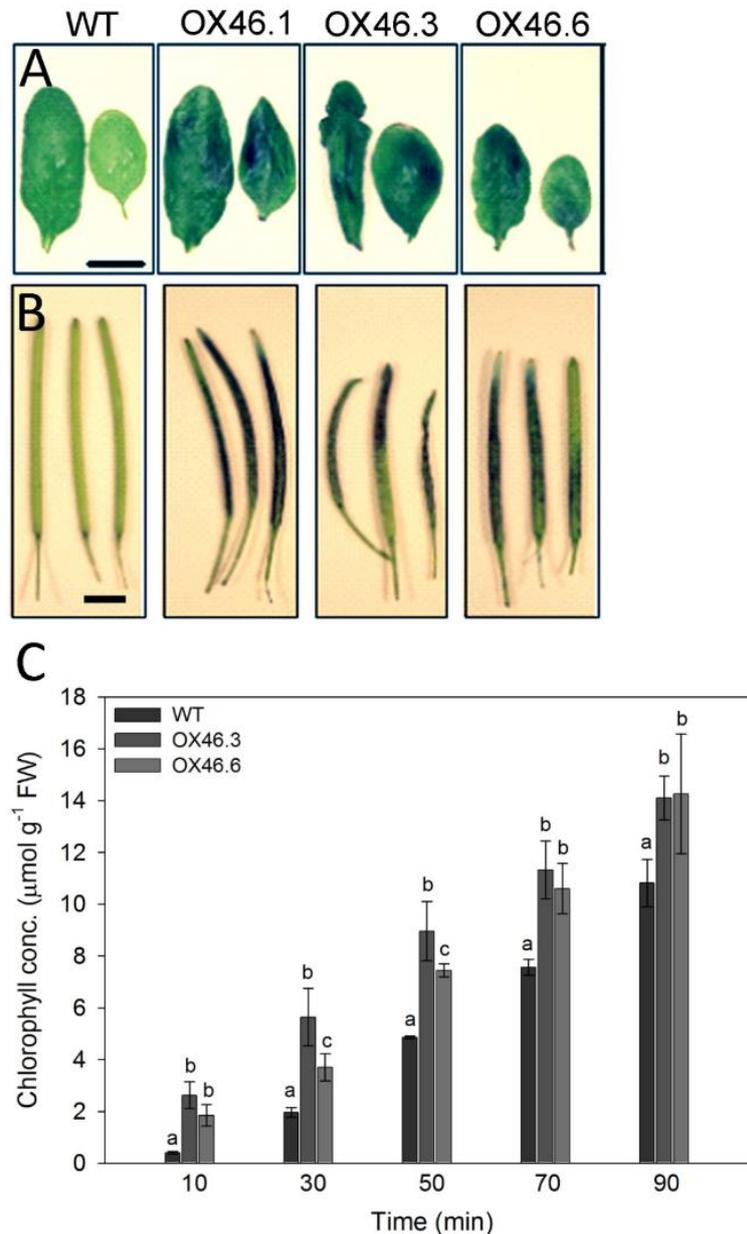 WT OX46.1 OX46.3 OX46.6
A
B
C
18
16
14
12
10
8
6
4
2
0
Chlorophyll conc. (μmol g⁻¹ FW)
WT
OX46.3
OX46.6
a b b
a b c
a b c
a b b
a b b
10 30 50 70 90
Time (min)